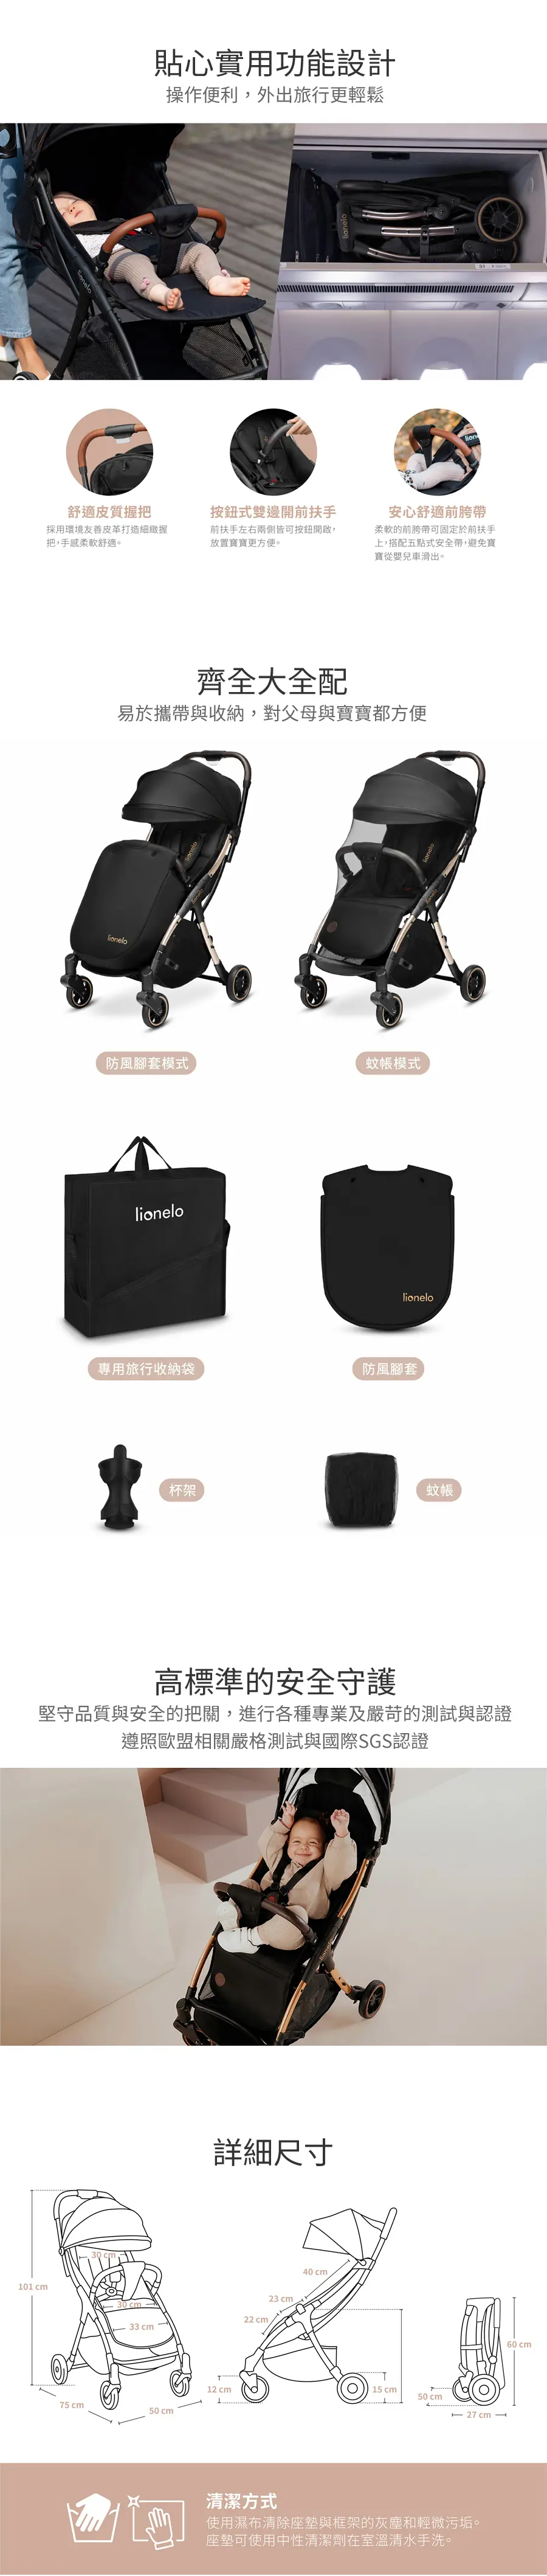 貼心實用功能設計
操作便利，外出旅行更輕鬆
lionelo
lionelo
舒適皮質握把
採用環境友善皮革打造細緻握
把，手感柔軟舒適。
按鈕式雙邊開前扶手
前扶手左右兩側皆可按鈕開啟，
放置寶寶更方便。
安心舒適前胯帶
柔軟的前胯帶可固定於前扶手
上，搭配五點式安全帶，避免寶
寶從嬰兒車滑出。
齊全大全配
易於攜帶與收納，對父母與寶寶都方便
lionelo
lionelo
lionelo
防風腳套模式
蚊帳模式
lionelo
lionelo
專用旅行收納袋
防風腳套
杯架
蚊帳
高標準的安全守護
堅守品質與安全的把關，進行各種專業及嚴苛的測試與認證
遵照歐盟相關嚴格測試與國際SGS認證
詳細尺寸
30 cm
101 cm
30 cm
33 cm
75 cm
50 cm
40 cm
23 cm
22 cm
12 cm
15 cm
60 cm
50 cm
27 cm
清潔方式
使用濕布清除座墊與框架的灰塵和輕微污垢。
座墊可使用中性清潔劑在室溫清水手洗。